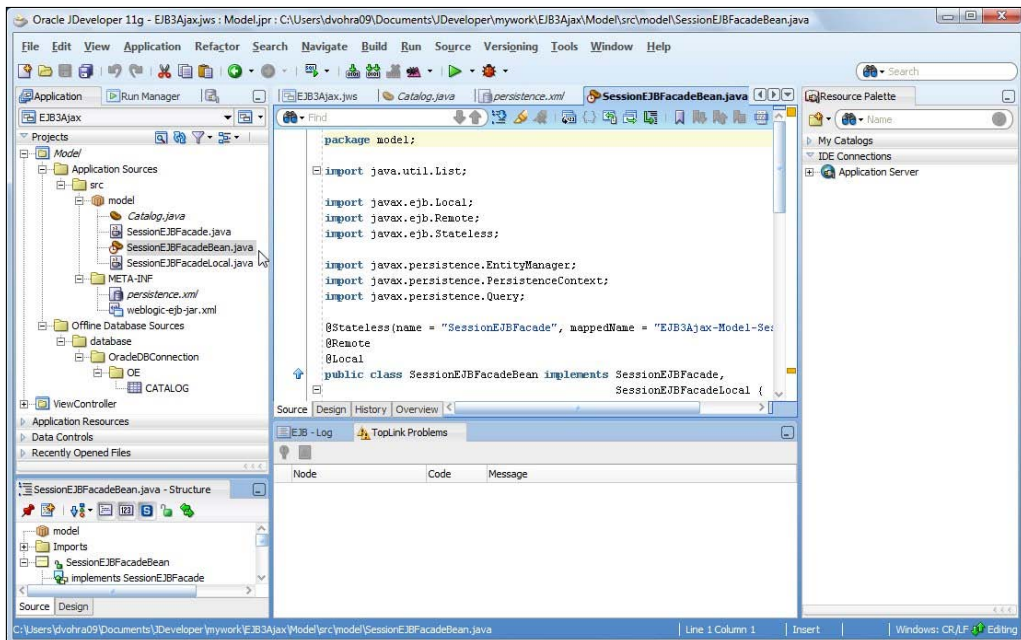 Oracle JDeveloper 11g - EJB3Ajax.jws : Model.jpr : C:\Users\dvohra09\Documents\JDeveloper\mywork\EJB3Ajax\Model\src\model\SessionEJBFacadeBean.java
File Edit View Application Refactor Search Navigate Build Run Source Versioning Tools Window Help
Search
Application Run Manager
EJB3Ajax
Projects
Model
Application Sources
src
model
Catalog.java
SessionEJBFacade.java
SessionEJBFacadeBean.java
SessionEJBFacadeLocal.java
META-INF
persistence.xml
weblogic-ejb-jar.xml
Offline Database Sources
database
OracleDBConnection
OE
CATALOG
ViewController
Application Resources
Data Controls
Recently Opened Files
SessionEJBFacadeBean.java - Structure
model
Imports
SessionEJBFacadeBean
implements SessionEJBFacade
Source Design
EJB3Ajax.jws Catalog.java persistence.xml SessionEJBFacadeBean.java
Find
package model;
import java.util.List;
import javax.ejb.Local;
import javax.ejb.Remote;
import javax.ejb.Stateless;
import javax.persistence.EntityManager;
import javax.persistence.PersistenceContext;
import javax.persistence.Query;
@Stateless(name = "SessionEJBFacade", mappedName = "EJB3Ajax-Model-Se
@Remote
@Local
public class SessionEJBFacadeBean implements SessionEJBFacade,
SessionEJBFacadeLocal {
Source Design History Overview
EJB - Log TopLink Problems
Node Code Message
Resource Palette
Name
My Catalogs
IDE Connections
Application Server
C:\Users\dvohra09\Documents\JDeveloper\mywork\EJB3Ajax\Model\src\model\SessionEJBFacadeBean.java Line 1 Column 1 Insert Windows: CR/LF Editing